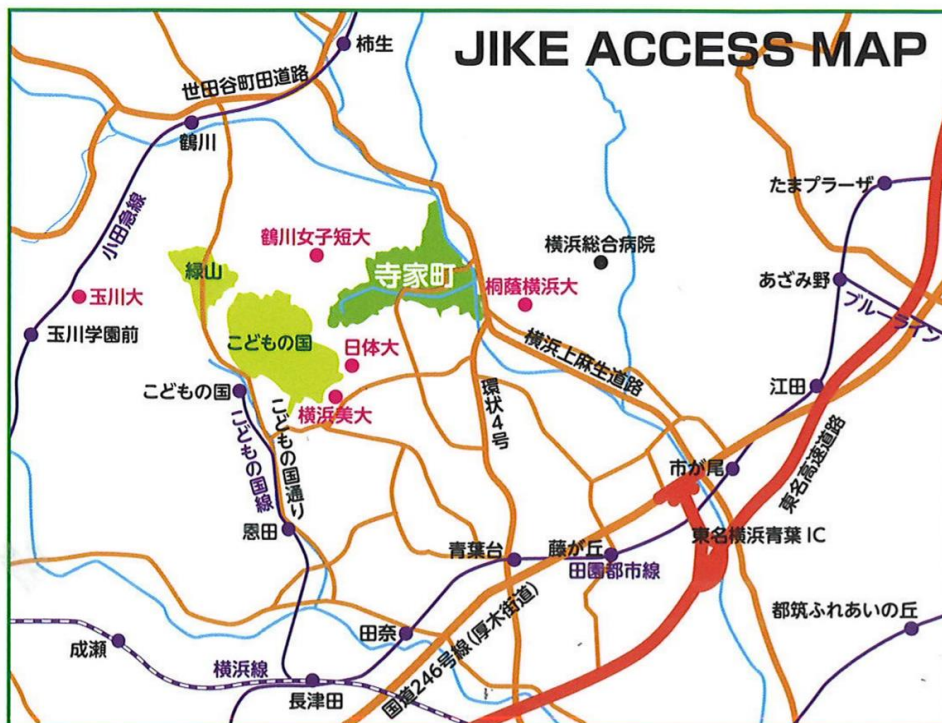 JIKE ACCESS MAP
柿生
世田谷町田道路
鶴川
小田急線
たまプラーザ
鶴川女子短大
横浜総合病院
緑山
寺家町
桐蔭横浜大
あざみ野
ブルーライン
玉川大
玉川学園前
こどもの国
日体大
横浜上麻生道路
こどもの国
横浜美大
環状4号
江田
こどもの国線
こどもの国通り
東名高速道路
市が尾
恩田
青葉台
藤が丘
東名横浜青葉IC
田園都市線
国道246号線(厚木街道)
都筑ふれあいの丘
田奈
成瀬
横浜線
長津田